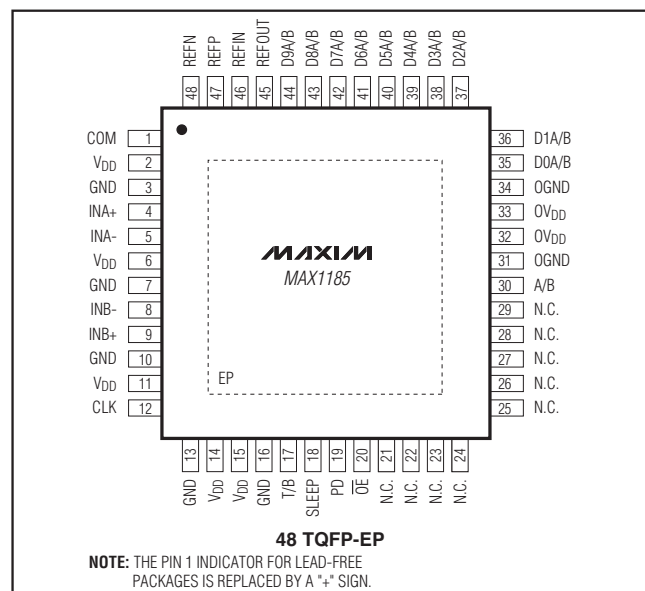 REFN REFP REFIN REFOUT D9A/B D8A/B D7A/B D6A/B D5A/B D4A/B D3A/B D2A/B
48 47 46 45 44 43 42 41 40 39 38 37
COM 1
VDD 2
GND 3
INA+ 4
INA- 5
VDD 6
GND 7
INB- 8
INB+ 9
GND 10
VDD 11
CLK 12
MAXIM
MAX1185
EP
36 D1A/B
35 D0A/B
34 OGND
33 OVDD
32 OVDD
31 OGND
30 A/B
29 N.C.
28 N.C.
27 N.C.
26 N.C.
25 N.C.
13 14 15 16 17 18 19 20 21 22 23 24
GND VDD VDD GND T/B SLEEP PD O̅E̅ N.C. N.C. N.C. N.C.
48 TQFP-EP
NOTE: THE PIN 1 INDICATOR FOR LEAD-FREE
PACKAGES IS REPLACED BY A "+" SIGN.